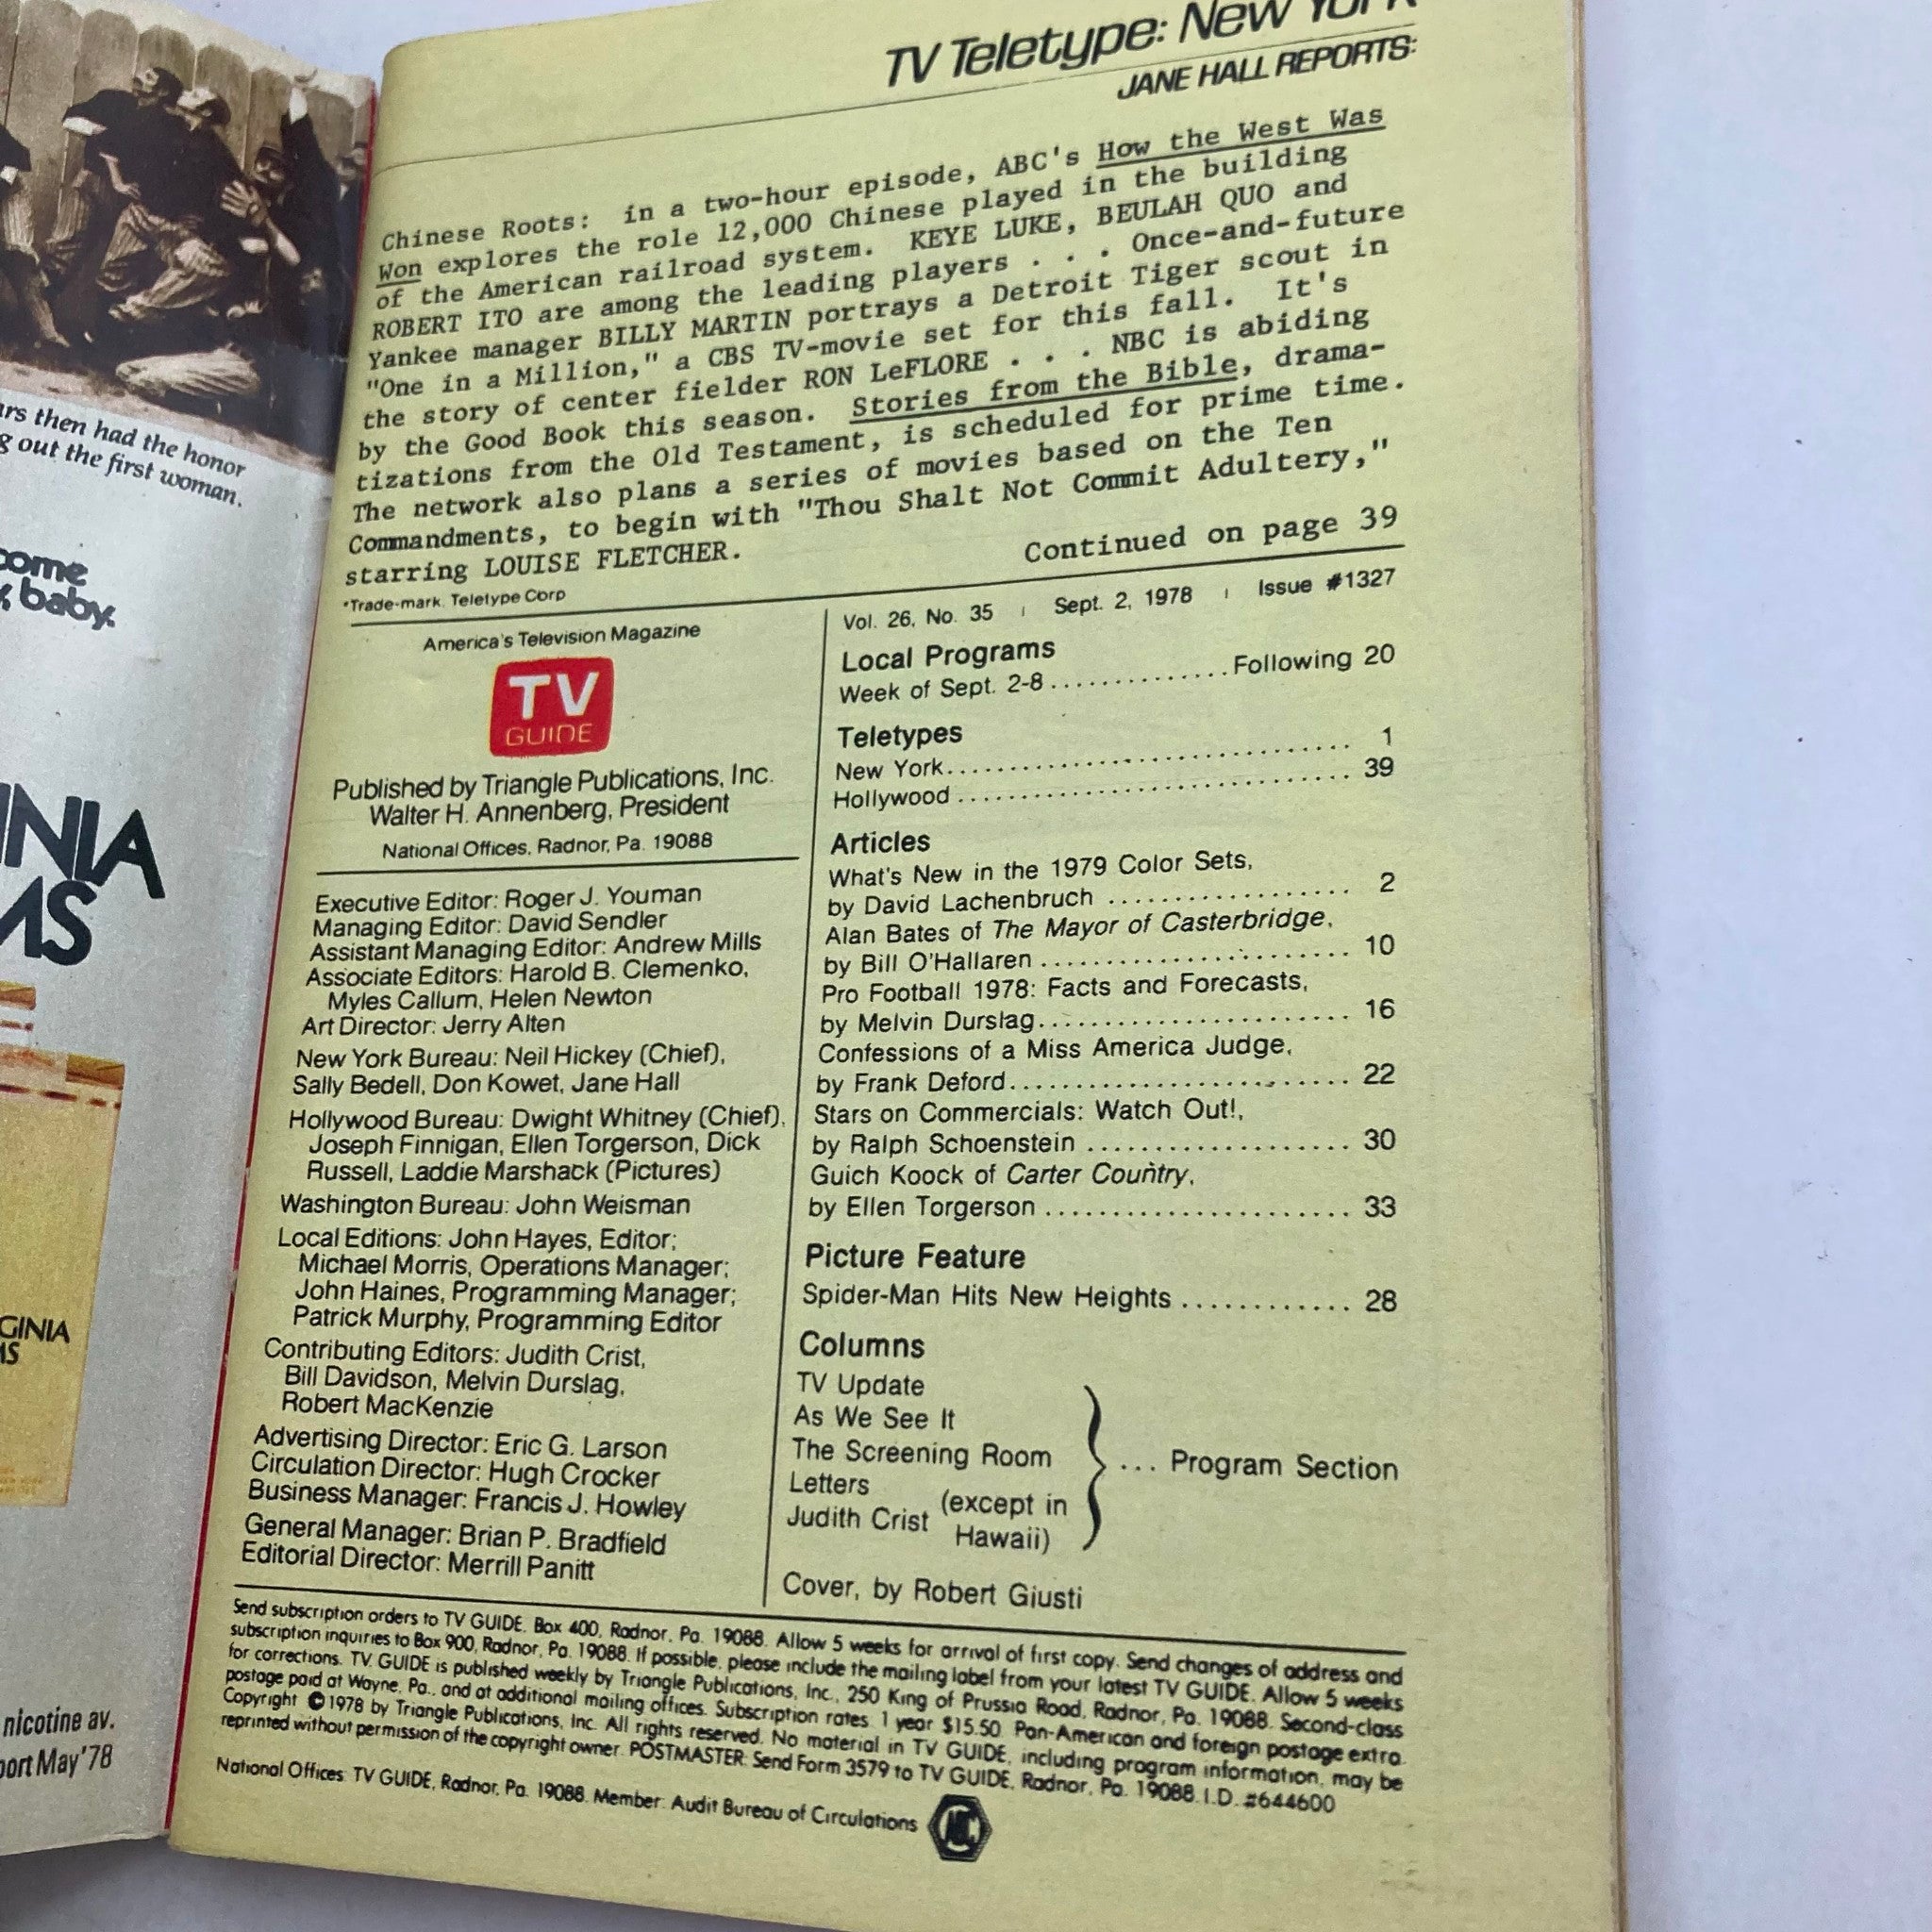 ars then had the honor
g out the first woman.
come
baby.
INIA
MS
GINIA
MS
nicotine av.
port May '78
TV Teletype: New York
JANE HALL REPORTS:
Chinese Roots: in a two-hour episode, ABC's How the West Was
Won explores the role 12,000 Chinese played in the building
of the American railroad system. KEYE LUKE, BEULAH QUO and
ROBERT ITO are among the leading players . . . Once-and-future
Yankee manager BILLY MARTIN portrays a Detroit Tiger scout in
"One in a Million," a CBS TV-movie set for this fall. It's
the story of center fielder RON LeFLORE . . . NBC is abiding
by the Good Book this season. Stories from the Bible, drama-
tizations from the Old Testament, is scheduled for prime time.
The network also plans a series of movies based on the Ten
Commandments, to begin with "Thou Shalt Not Commit Adultery,"
starring LOUISE FLETCHER.
Continued on page 39
*Trade-mark. Teletype Corp
America's Television Magazine
TV
GUIDE
Published by Triangle Publications, Inc.
Walter H. Annenberg, President
National Offices, Radnor, Pa. 19088
Executive Editor: Roger J. Youman
Managing Editor: David Sendler
Assistant Managing Editor: Andrew Mills
Associate Editors: Harold B. Clemenko,
Myles Callum, Helen Newton
Art Director: Jerry Alten
New York Bureau: Neil Hickey (Chief),
Sally Bedell, Don Kowet, Jane Hall
Hollywood Bureau: Dwight Whitney (Chief),
Joseph Finnigan, Ellen Torgerson, Dick
Russell, Laddie Marshack (Pictures)
Washington Bureau: John Weisman
Local Editions: John Hayes, Editor;
Michael Morris, Operations Manager;
John Haines, Programming Manager;
Patrick Murphy, Programming Editor
Contributing Editors: Judith Crist,
Bill Davidson, Melvin Durslag,
Robert MacKenzie
Advertising Director: Eric G. Larson
Circulation Director: Hugh Crocker
Business Manager: Francis J. Howley
General Manager: Brian P. Bradfield
Editorial Director: Merrill Panitt
Vol. 26, No. 35 | Sept. 2, 1978 | Issue #1327
Local Programs
Week of Sept. 2-8 .............. Following 20
Teletypes
New York .............................. 1
Hollywood .............................. 39
Articles
What's New in the 1979 Color Sets,
by David Lachenbruch .................. 2
Alan Bates of The Mayor of Casterbridge,
by Bill O'Hallaren ....................... 10
Pro Football 1978: Facts and Forecasts,
by Melvin Durslag ....................... 16
Confessions of a Miss America Judge,
by Frank Deford ......................... 22
Stars on Commercials: Watch Out!,
by Ralph Schoenstein ................... 30
Guich Koock of Carter Country,
by Ellen Torgerson ...................... 33
Picture Feature
Spider-Man Hits New Heights ............ 28
Columns
TV Update
As We See It
The Screening Room
Letters
Judith Crist (except in
Hawaii)
... Program Section
Cover, by Robert Giusti
Send subscription orders to TV GUIDE, Box 400, Radnor, Pa. 19088. Allow 5 weeks for arrival of first copy. Send changes of address and
subscription inquiries to Box 900, Radnor, Pa. 19088. If possible, please include the mailing label from your latest TV GUIDE. Allow 5 weeks
for corrections. TV GUIDE is published weekly by Triangle Publications, Inc., 250 King of Prussia Road, Radnor, Pa. 19088. Second-class
postage paid at Wayne, Pa., and at additional mailing offices. Subscription rates: 1 year $15.50. Pan-American and foreign postage extra.
Copyright ©1978 by Triangle Publications, Inc. All rights reserved. No material in TV GUIDE, including program information, may be
reprinted without permission of the copyright owner. POSTMASTER: Send Form 3579 to TV GUIDE, Radnor, Pa. 19088. I.D. #644600
National Offices: TV GUIDE, Radnor, Pa. 19088. Member: Audit Bureau of Circulations
ABC